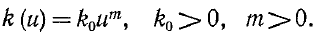 k (u) = k₀uᵐ, k₀ > 0, m > 0.